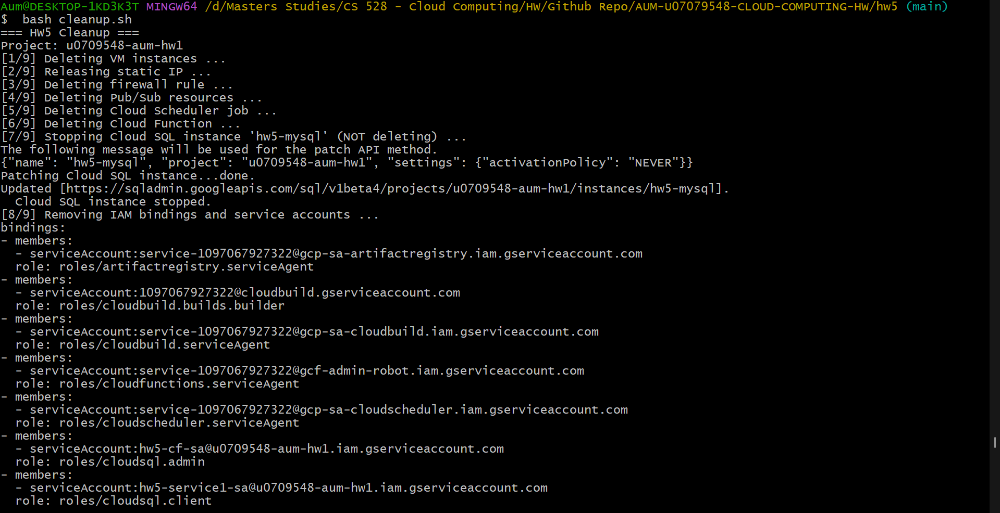 Aum@DESKTOP-1KD3K3T MINGW64 /d/Masters Studies/CS 528 - Cloud Computing/HW/Github Repo/AUM-U07079548-CLOUD-COMPUTING-HW/hw5 (main)
$  bash cleanup.sh
=== HW5 Cleanup ===
Project: u0709548-aum-hw1
[1/9] Deleting VM instances ...
[2/9] Releasing static IP ...
[3/9] Deleting firewall rule ...
[4/9] Deleting Pub/Sub resources ...
[5/9] Deleting Cloud Scheduler job ...
[6/9] Deleting Cloud Function ...
[7/9] Stopping Cloud SQL instance 'hw5-mysql' (NOT deleting) ...
The following message will be used for the patch API method.
{"name": "hw5-mysql", "project": "u0709548-aum-hw1", "settings": {"activationPolicy": "NEVER"}}
Patching Cloud SQL instance...done.
Updated [https://sqladmin.googleapis.com/sql/v1beta4/projects/u0709548-aum-hw1/instances/hw5-mysql].
  Cloud SQL instance stopped.
[8/9] Removing IAM bindings and service accounts ...
bindings:
- members:
  - serviceAccount:service-1097067927322@gcp-sa-artifactregistry.iam.gserviceaccount.com
  role: roles/artifactregistry.serviceAgent
- members:
  - serviceAccount:1097067927322@cloudbuild.gserviceaccount.com
  role: roles/cloudbuild.builds.builder
- members:
  - serviceAccount:service-1097067927322@gcp-sa-cloudbuild.iam.gserviceaccount.com
  role: roles/cloudbuild.serviceAgent
- members:
  - serviceAccount:service-1097067927322@gcf-admin-robot.iam.gserviceaccount.com
  role: roles/cloudfunctions.serviceAgent
- members:
  - serviceAccount:service-1097067927322@gcp-sa-cloudscheduler.iam.gserviceaccount.com
  role: roles/cloudscheduler.serviceAgent
- members:
  - serviceAccount:hw5-cf-sa@u0709548-aum-hw1.iam.gserviceaccount.com
  role: roles/cloudsql.admin
- members:
  - serviceAccount:hw5-service1-sa@u0709548-aum-hw1.iam.gserviceaccount.com
  role: roles/cloudsql.client